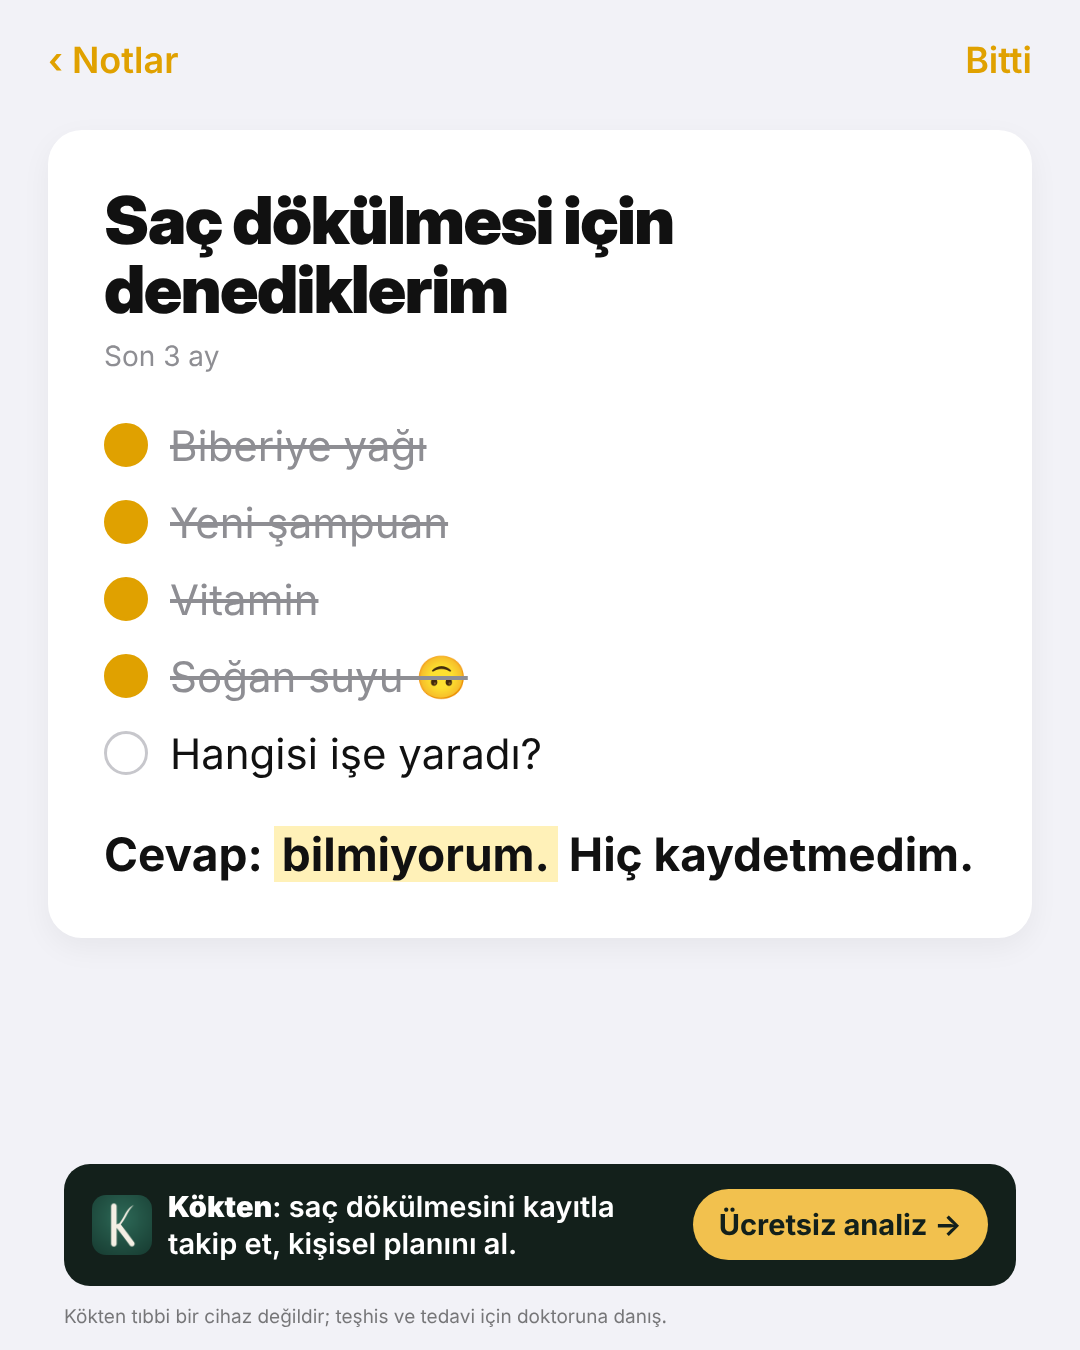 ‹ Notlar
Bitti
Saç dökülmesi için
denediklerim
Son 3 ay
Biberiye yağı
Yeni şampuan
Vitamin
Soğan suyu 🙃
Hangisi işe yaradı?
Cevap: bilmiyorum. Hiç kaydetmedim.
K
Kökten: saç dökülmesini kayıtla
takip et, kişisel planını al.
Ücretsiz analiz →
Kökten tıbbi bir cihaz değildir; teşhis ve tedavi için doktoruna danış.